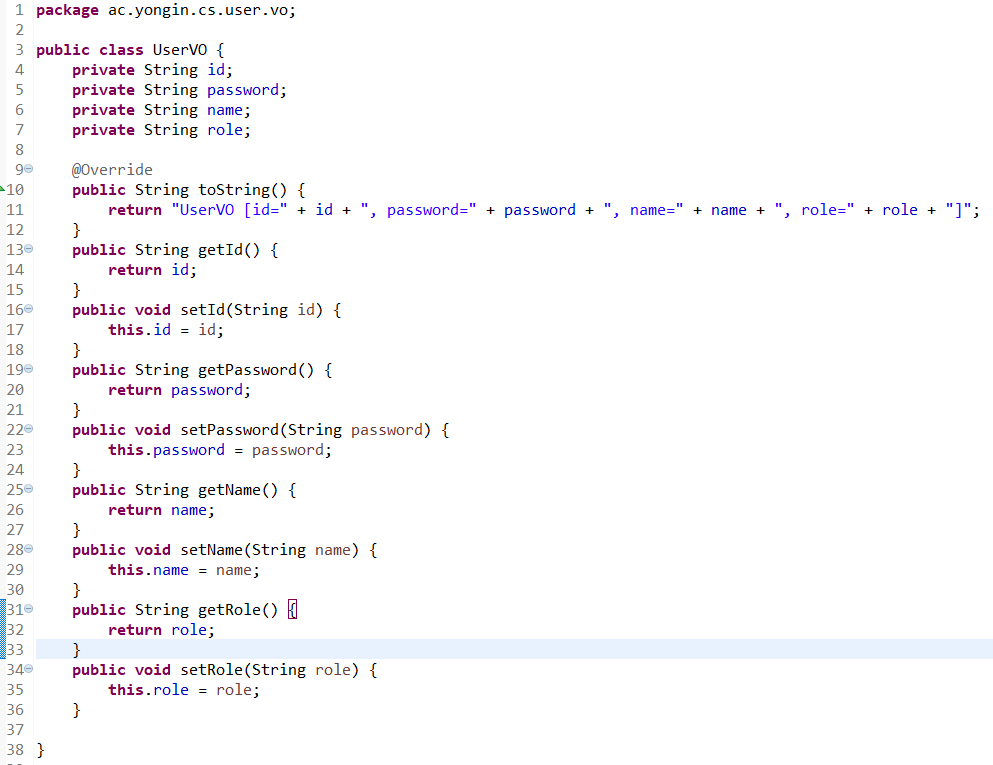 1 package ac.yongin.cs.user.vo;
2
3 public class UserVO {
4     private String id;
5     private String password;
6     private String name;
7     private String role;
8
9     @Override
10     public String toString() {
11         return "UserVO [id=" + id + ", password=" + password + ", name=" + name + ", role=" + role + "]";
12     }
13     public String getId() {
14         return id;
15     }
16     public void setId(String id) {
17         this.id = id;
18     }
19     public String getPassword() {
20         return password;
21     }
22     public void setPassword(String password) {
23         this.password = password;
24     }
25     public String getName() {
26         return name;
27     }
28     public void setName(String name) {
29         this.name = name;
30     }
31     public String getRole() {
32         return role;
33     }
34     public void setRole(String role) {
35         this.role = role;
36     }
37
38 }